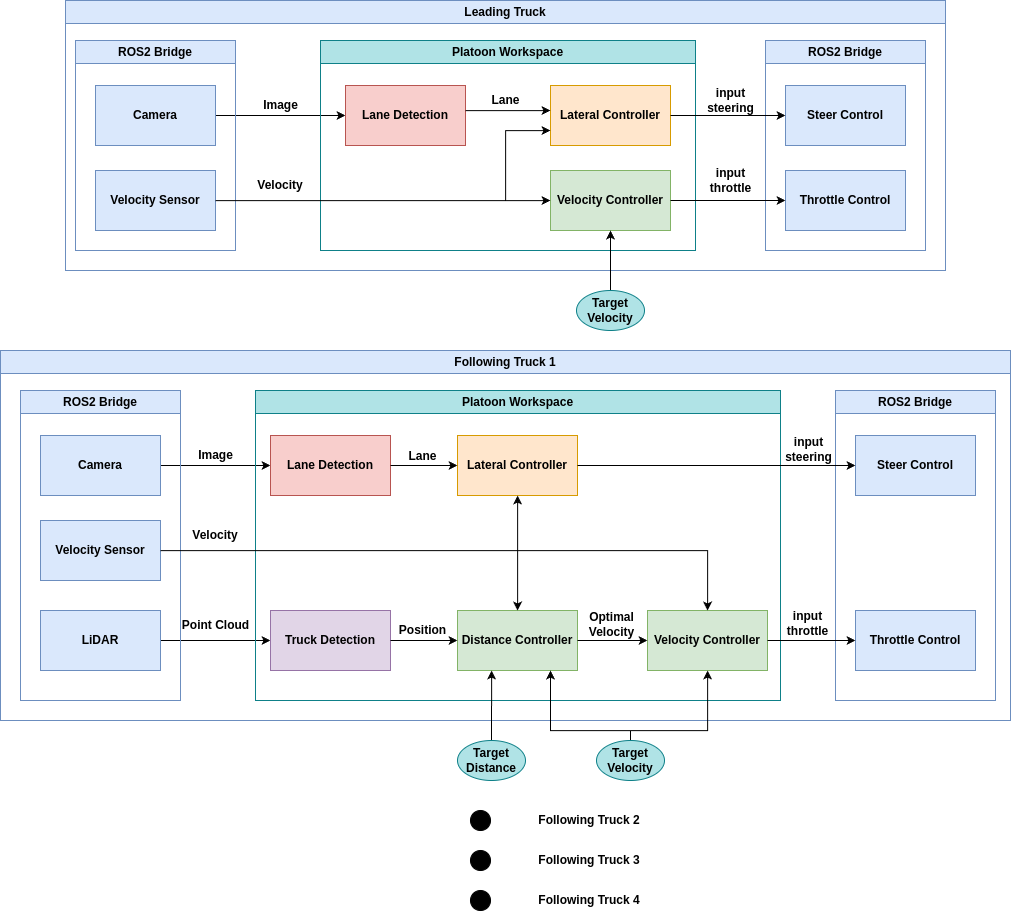 Leading Truck
ROS2 Bridge
Platoon Workspace
ROS2 Bridge
Camera
Image
Lane Detection
Lane
Lateral Controller
input
steering
Steer Control
Velocity Sensor
Velocity
Velocity Controller
input
throttle
Throttle Control
Target
Velocity
Following Truck 1
ROS2 Bridge
Platoon Workspace
ROS2 Bridge
Camera
Image
Lane Detection
Lane
Lateral Controller
input
steering
Steer Control
Velocity Sensor
Velocity
LiDAR
Point Cloud
Truck Detection
Position
Distance Controller
Optimal
Velocity
Velocity Controller
input
throttle
Throttle Control
Target
Distance
Target
Velocity
Following Truck 2
Following Truck 3
Following Truck 4